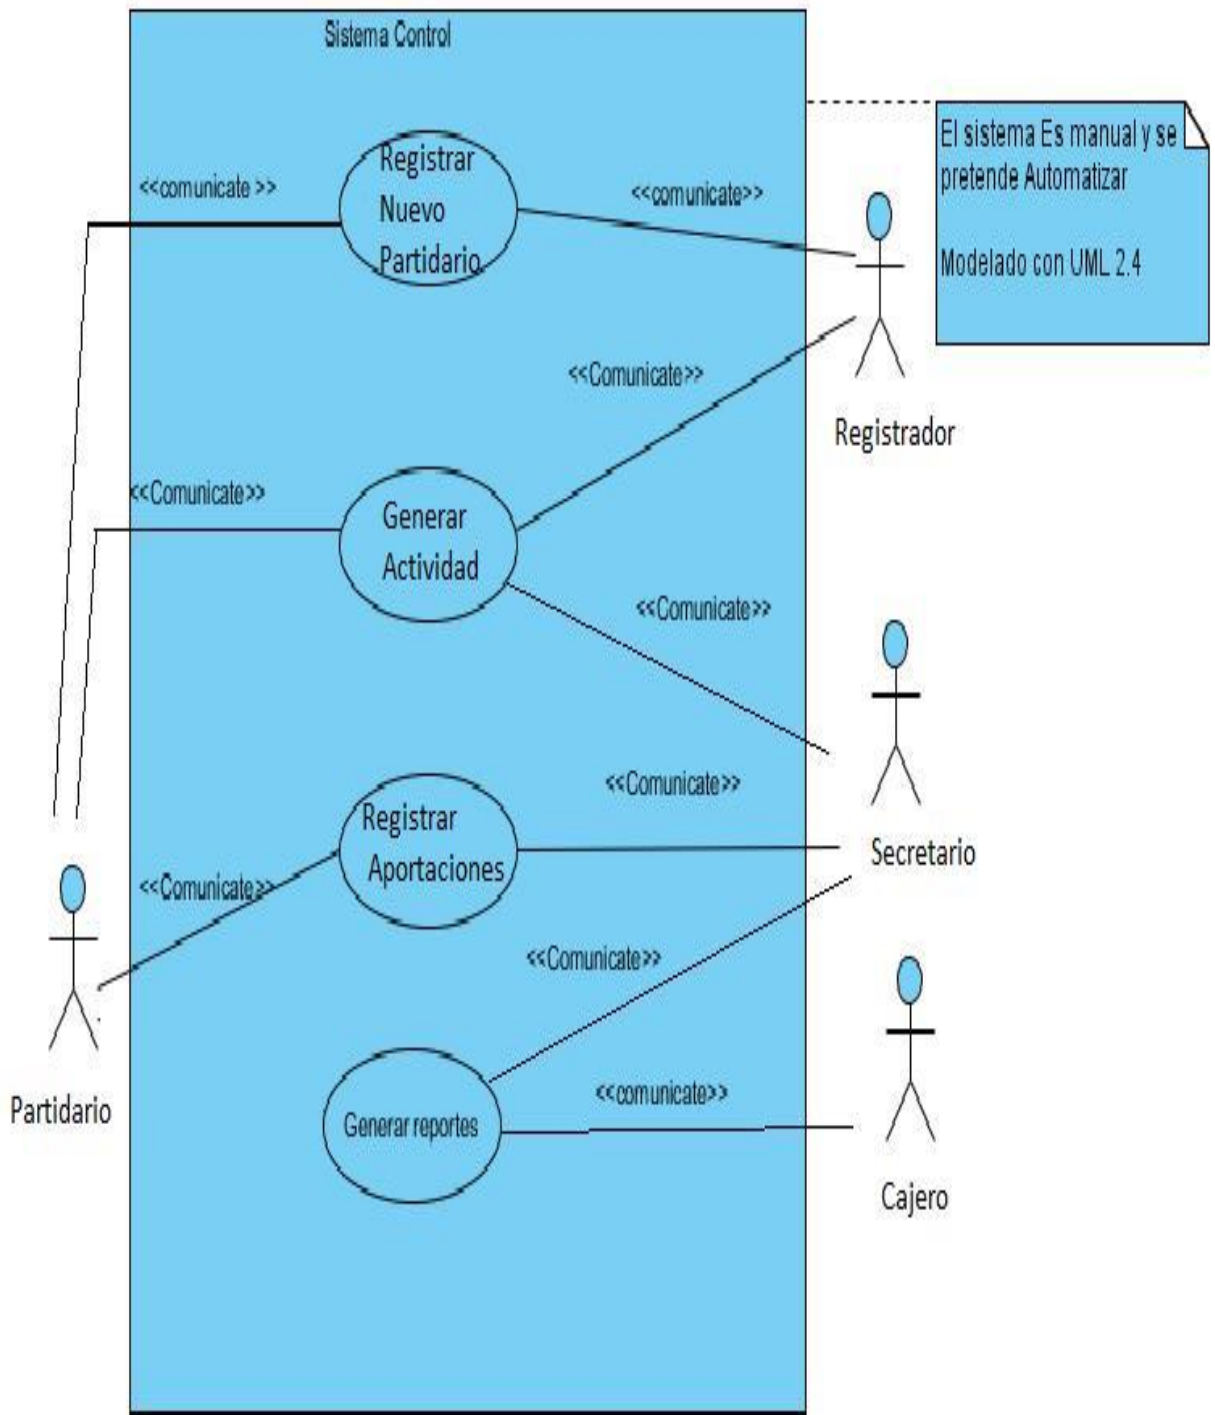 Sistema Control
El sistema Es manual y se
pretende Automatizar
Modelado con UML 2.4
<<comunicate >>
Registrar
Nuevo
Partidario
<<comunicate>>
Registrador
<<Comunicate>>
<<Comunicate>>
Generar
Actividad
<<Comunicate>>
<<Comunicate>>
Registrar
Aportaciones
Secretario
<<Comunicate>>
<<Comunicate>>
Partidario
Generar reportes
<<comunicate>>
Cajero